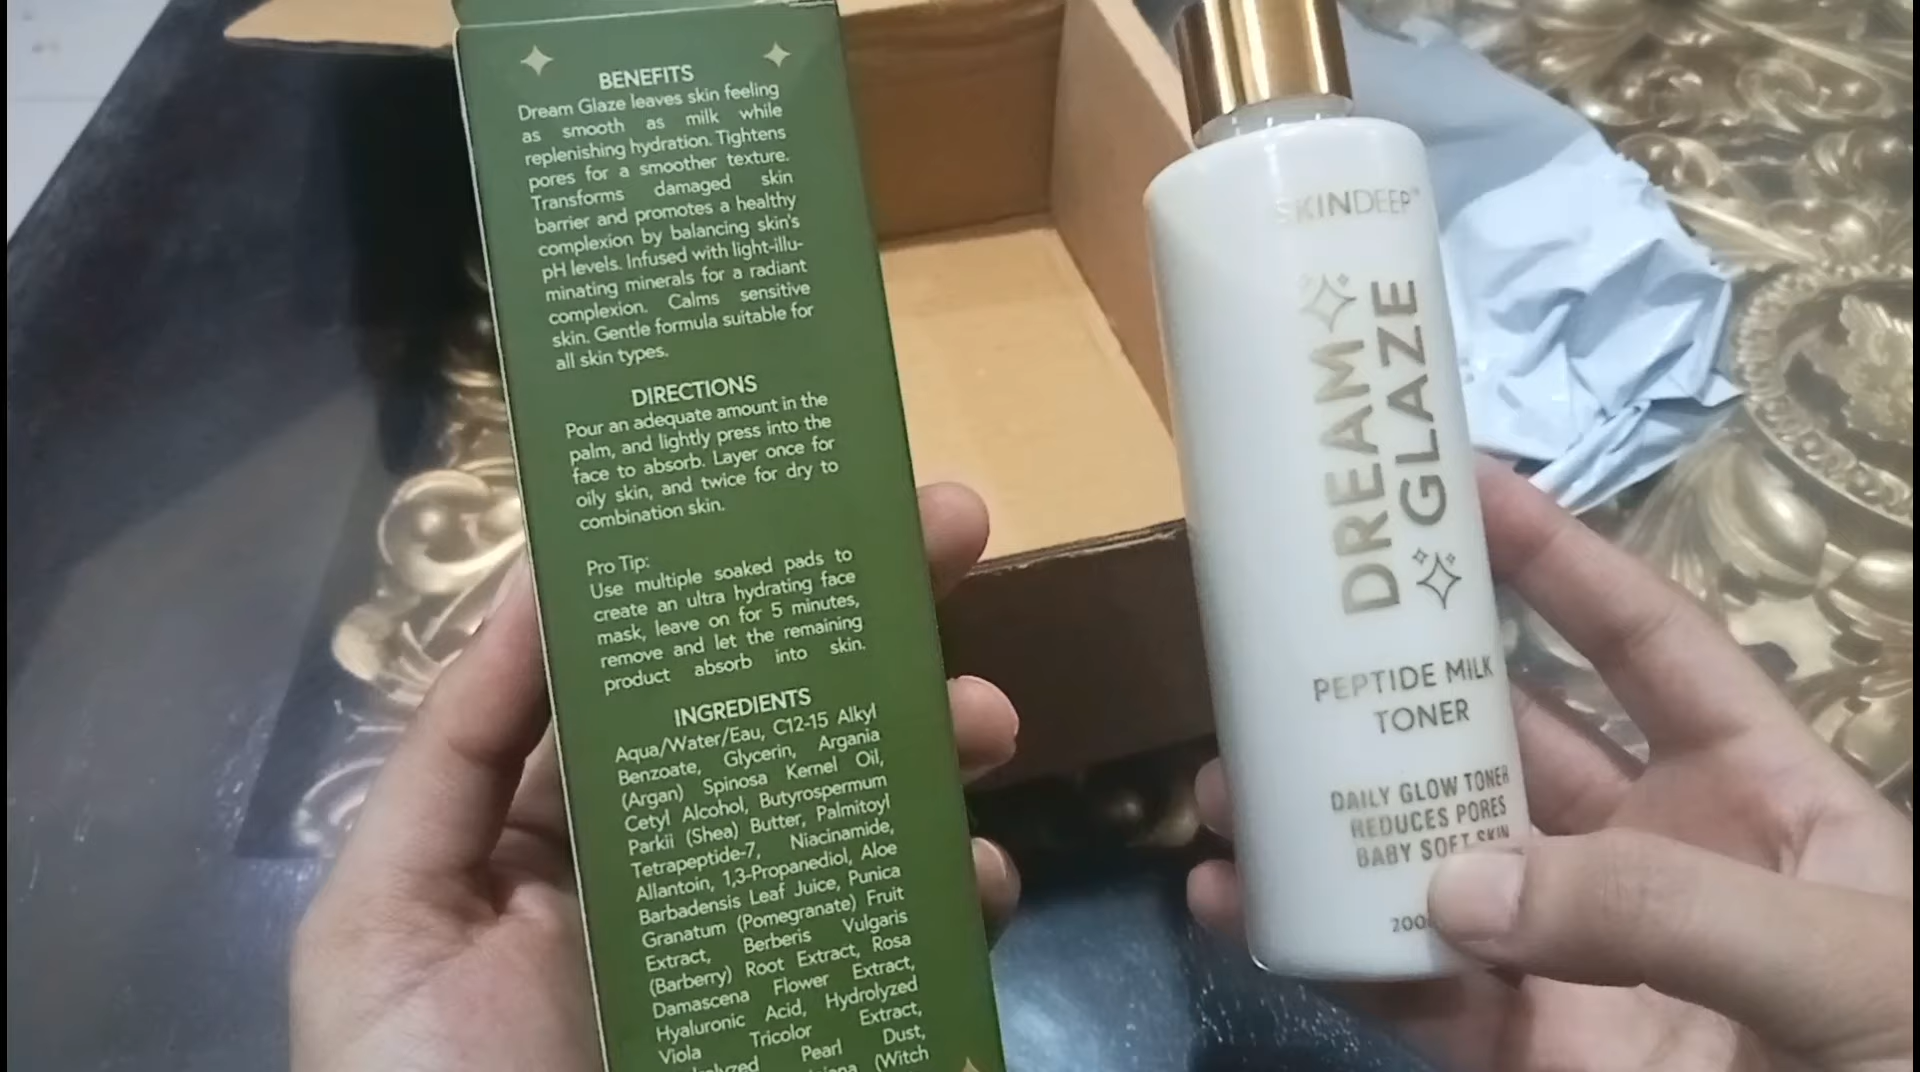 BENEFITS
Dream Glaze leaves skin feeling
as smooth as milk while
replenishing hydration. Tightens
pores for a smoother texture.
Transforms damaged skin
barrier and promotes a healthy
complexion by balancing skin's
pH levels. Infused with light-illu-
minating minerals for a radiant
complexion. Calms sensitive
skin. Gentle formula suitable for
all skin types.
DIRECTIONS
Pour an adequate amount in the
palm, and lightly press into the
face to absorb. Layer once for
oily skin, and twice for dry to
combination skin.
Pro Tip:
Use multiple soaked pads to
create an ultra hydrating face
mask, leave on for 5 minutes,
remove and let the remaining
product absorb into skin.
INGREDIENTS
Aqua/Water/Eau, C12-15 Alkyl
Benzoate, Glycerin, Argania
(Argan) Spinosa Kernel Oil,
Cetyl Alcohol, Butyrospermum
Parkii (Shea) Butter, Palmitoyl
Tetrapeptide-7, Niacinamide,
Allantoin, 1,3-Propanediol, Aloe
Barbadensis Leaf Juice, Punica
Granatum (Pomegranate) Fruit
Extract, Berberis Vulgaris
(Barberry) Root Extract, Rosa
Damascena Flower Extract,
Hyaluronic Acid, Hydrolyzed
Viola Tricolor Extract,
Pearl Dust,
(Witch
SKINDEEP
DREAM
GLAZE
PEPTIDE MILK
TONER
DAILY GLOW TONER
REDUCES PORES
BABY SOFT SKIN